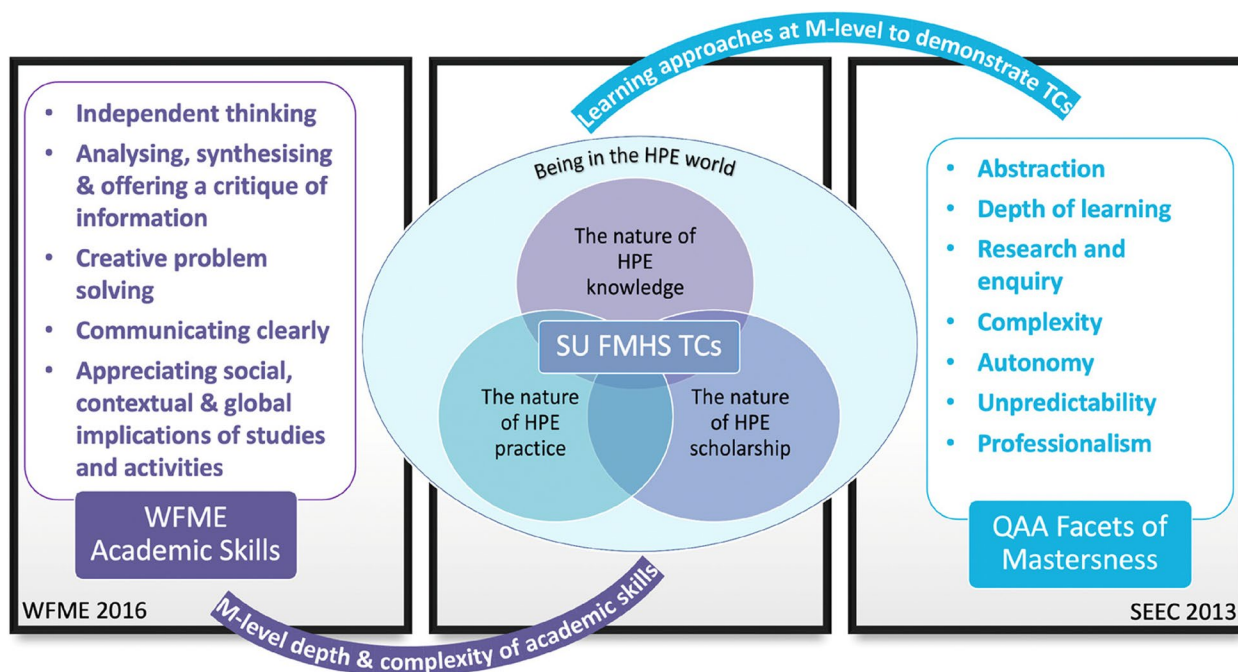 Learning approaches at M-level to demonstrate TCs
• Independent thinking
• Analysing, synthesising
& offering a critique of
information
• Creative problem
solving
• Communicating clearly
• Appreciating social,
contextual & global
implications of studies
and activities
WFME
Academic Skills
WFME 2016
Being in the HPE world
The nature of
HPE
knowledge
SU FMHS TCs
The nature
of HPE
practice
The nature
of HPE
scholarship
• Abstraction
• Depth of learning
• Research and
enquiry
• Complexity
• Autonomy
• Unpredictability
• Professionalism
QAA Facets of
Mastersness
SEEC 2013
M-level depth & complexity of academic skills